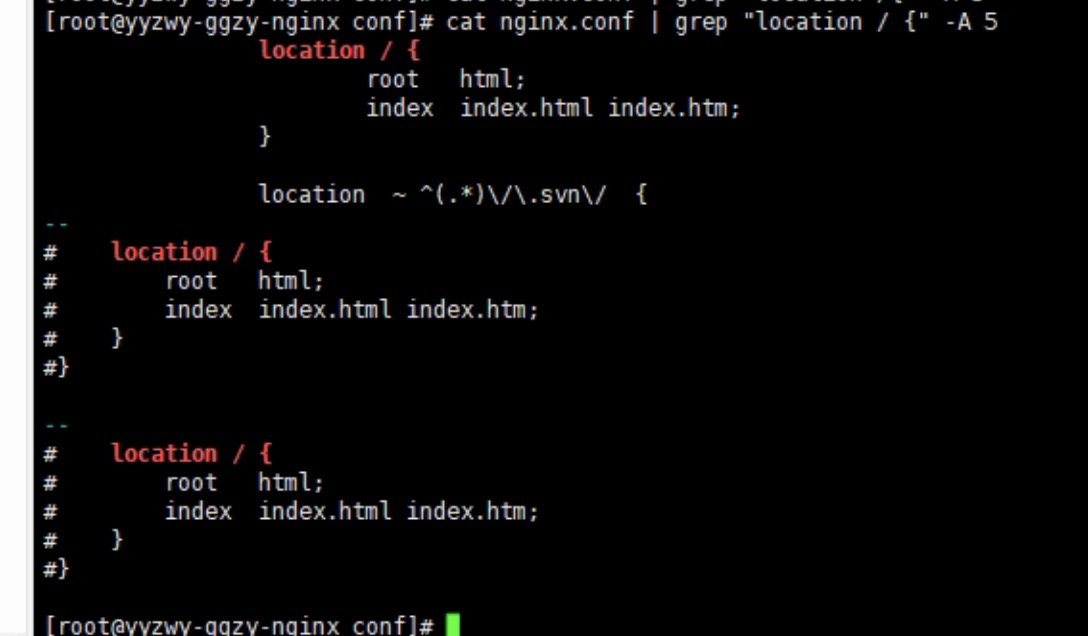 [root@yyzwy-ggzy-nginx conf]# cat nginx.conf | grep "location / {" -A 5
location / {
root html;
index index.html index.htm;
}
location ~ ^(.*)\/\.svn\/ {
--
# location / {
# root html;
# index index.html index.htm;
# }
#}
--
# location / {
# root html;
# index index.html index.htm;
# }
#}
[root@yyzwy-ggzy-nginx conf]#